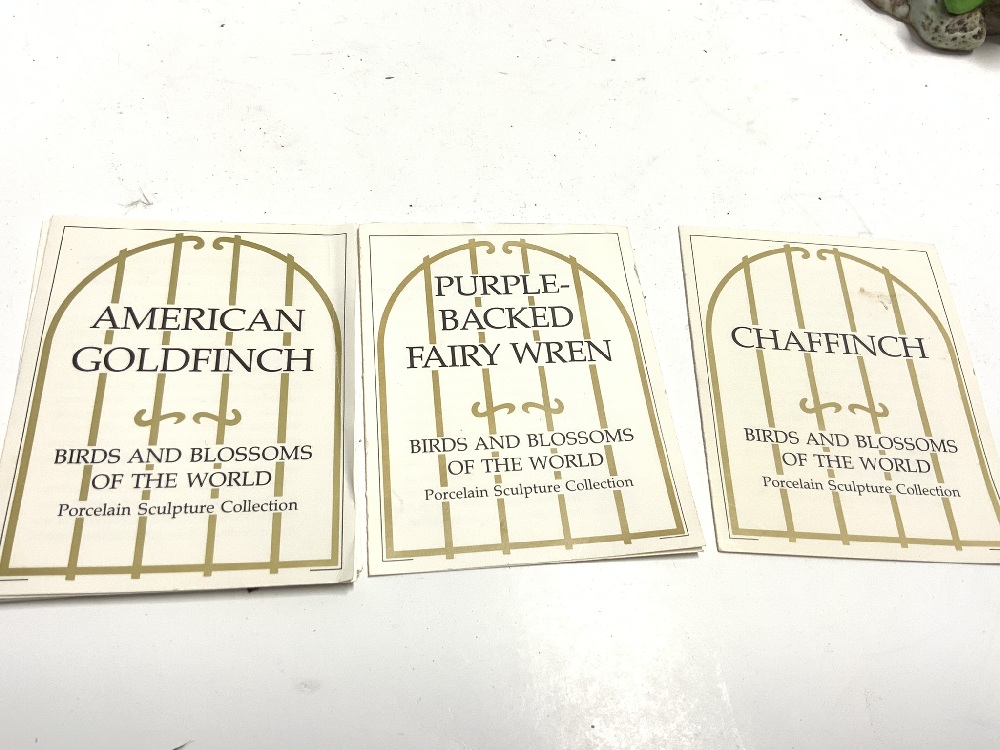 AMERICAN
GOLDFINCH
BIRDS AND BLOSSOMS
OF THE WORLD
Porcelain Sculpture Collection
PURPLE-
BACKED
FAIRY WREN
BIRDS AND BLOSSOMS
OF THE WORLD
Porcelain Sculpture Collection
CHAFFINCH
BIRDS AND BLOSSOMS
OF THE WORLD
Porcelain Sculpture Collection